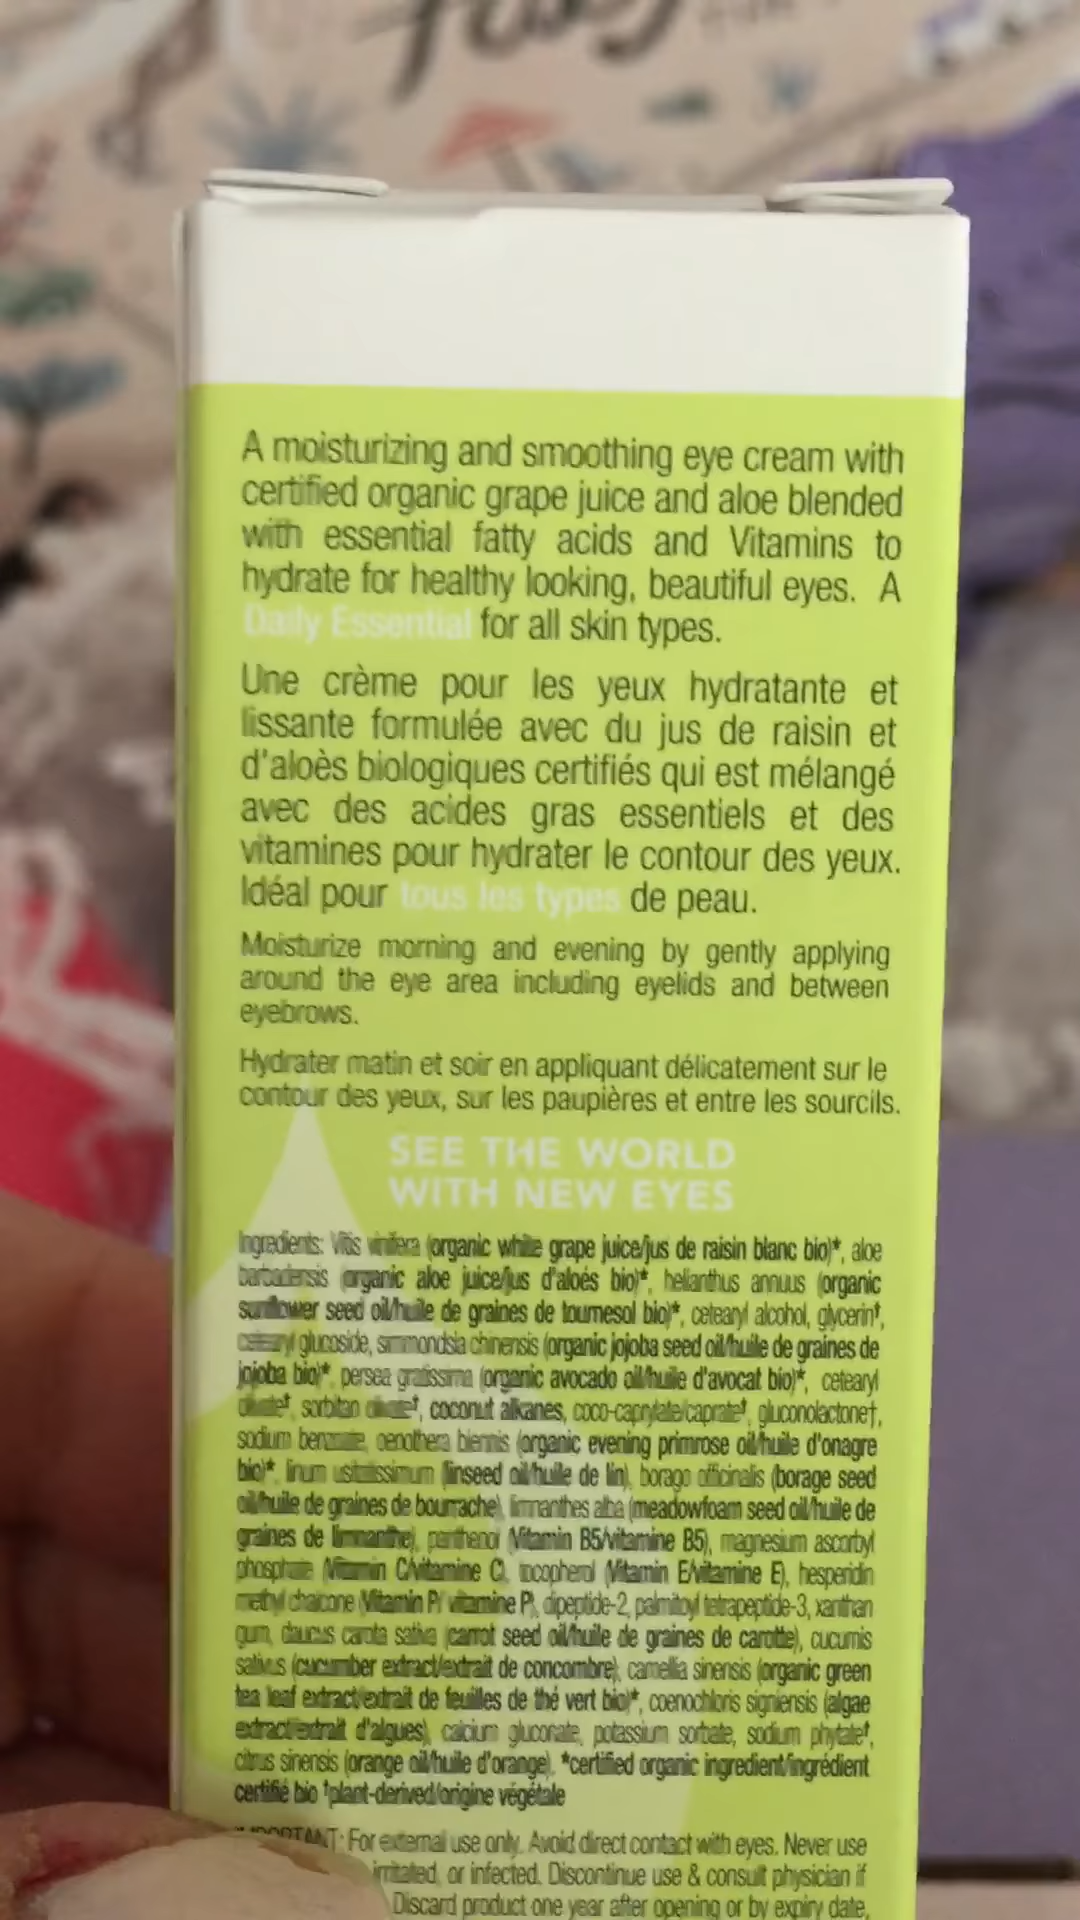 A moisturizing and smoothing eye cream with
certified organic grape juice and aloe blended
with essential fatty acids and Vitamins to
hydrate for healthy looking, beautiful eyes. A
Daily Essential for all skin types.
Une crème pour les yeux hydratante et
lissante formulée avec du jus de raisin et
d'aloès biologiques certifiés qui est mélangé
avec des acides gras essentiels et des
vitamines pour hydrater le contour des yeux.
Idéal pour tous les types de peau.
Moisturize morning and evening by gently applying
around the eye area including eyelids and between
eyebrows.
Hydrater matin et soir en appliquant délicatement sur le
contour des yeux, sur les paupières et entre les sourcils.
SEE THE WORLD
WITH NEW EYES
Ingredients: Vitis vinifera (organic white grape juice/jus de raisin blanc bio)*, aloe
barbadensis (organic aloe juice/jus d'aloès bio)*, helianthus annuus (organic
sunflower seed oil/huile de graines de tournesol bio)*, cetearyl alcohol, glycerin†,
cetearyl glucoside, simmondsia chinensis (organic jojoba seed oil/huile de graines de
jojoba bio)*, persea gratissima (organic avocado oil/huile d'avocat bio)*, cetearyl
olivate†, sorbitan olivate†, coconut alkanes, coco-caprylate/caprate†, gluconolactone†,
sodium benzoate, oenothera biennis (organic evening primrose oil/huile d'onagre
bio)*, linum usitatissimum (linseed oil/huile de lin), borago officinalis (borage seed
oil/huile de graines de bourrache), limnanthes alba (meadowfoam seed oil/huile de
graines de limnanthe), panthenol (Vitamin B5/vitamine B5), magnesium ascorbyl
phosphate (Vitamin C/vitamine C), tocopherol (Vitamin E/vitamine E), hesperidin
methyl chalcone (Vitamin P/ vitamine P), dipeptide-2, palmitoyl tetrapeptide-3, xanthan
gum, daucus carota sativa (carrot seed oil/huile de graines de carotte), cucumis
sativus (cucumber extract/extrait de concombre), camellia sinensis (organic green
tea leaf extract/extrait de feuilles de thé vert bio)*, coenochloris signiensis (algae
extract/extrait d'algues), calcium gluconate, potassium sorbate, sodium phytate†,
citrus sinensis (orange oil/huile d'orange). *certified organic ingredient/ingrédient
certifié bio †plant-derived/origine végétale
IMPORTANT: For external use only. Avoid direct contact with eyes. Never use
irritated, or infected. Discontinue use & consult physician if
Discard product one year after opening or by expiry date,